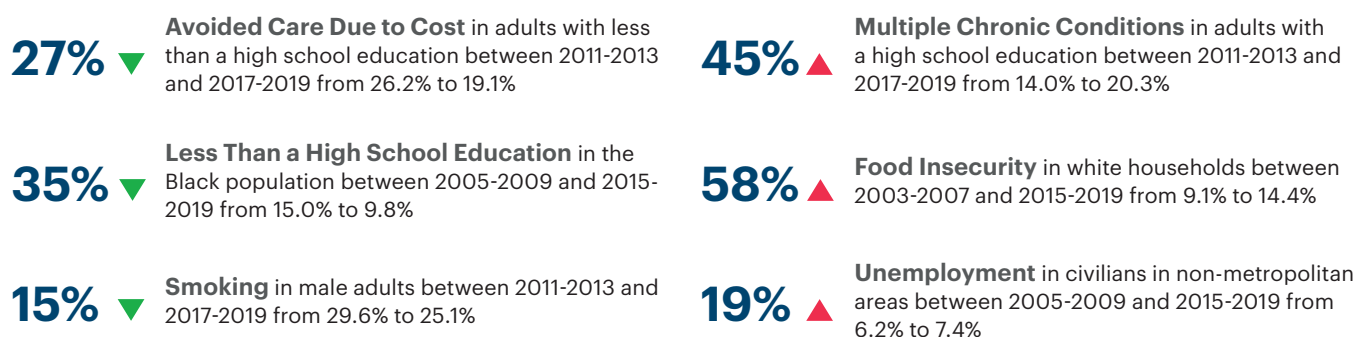 27%
Avoided Care Due to Cost in adults with less
than a high school education between 2011-2013
and 2017-2019 from 26.2% to 19.1%
35%
Less Than a High School Education in the
Black population between 2005-2009 and 2015-
2019 from 15.0% to 9.8%
15%
Smoking in male adults between 2011-2013 and
2017-2019 from 29.6% to 25.1%
45%
Multiple Chronic Conditions in adults with
a high school education between 2011-2013 and
2017-2019 from 14.0% to 20.3%
58%
Food Insecurity in white households between
2003-2007 and 2015-2019 from 9.1% to 14.4%
19%
Unemployment in civilians in non-metropolitan
areas between 2005-2009 and 2015-2019 from
6.2% to 7.4%